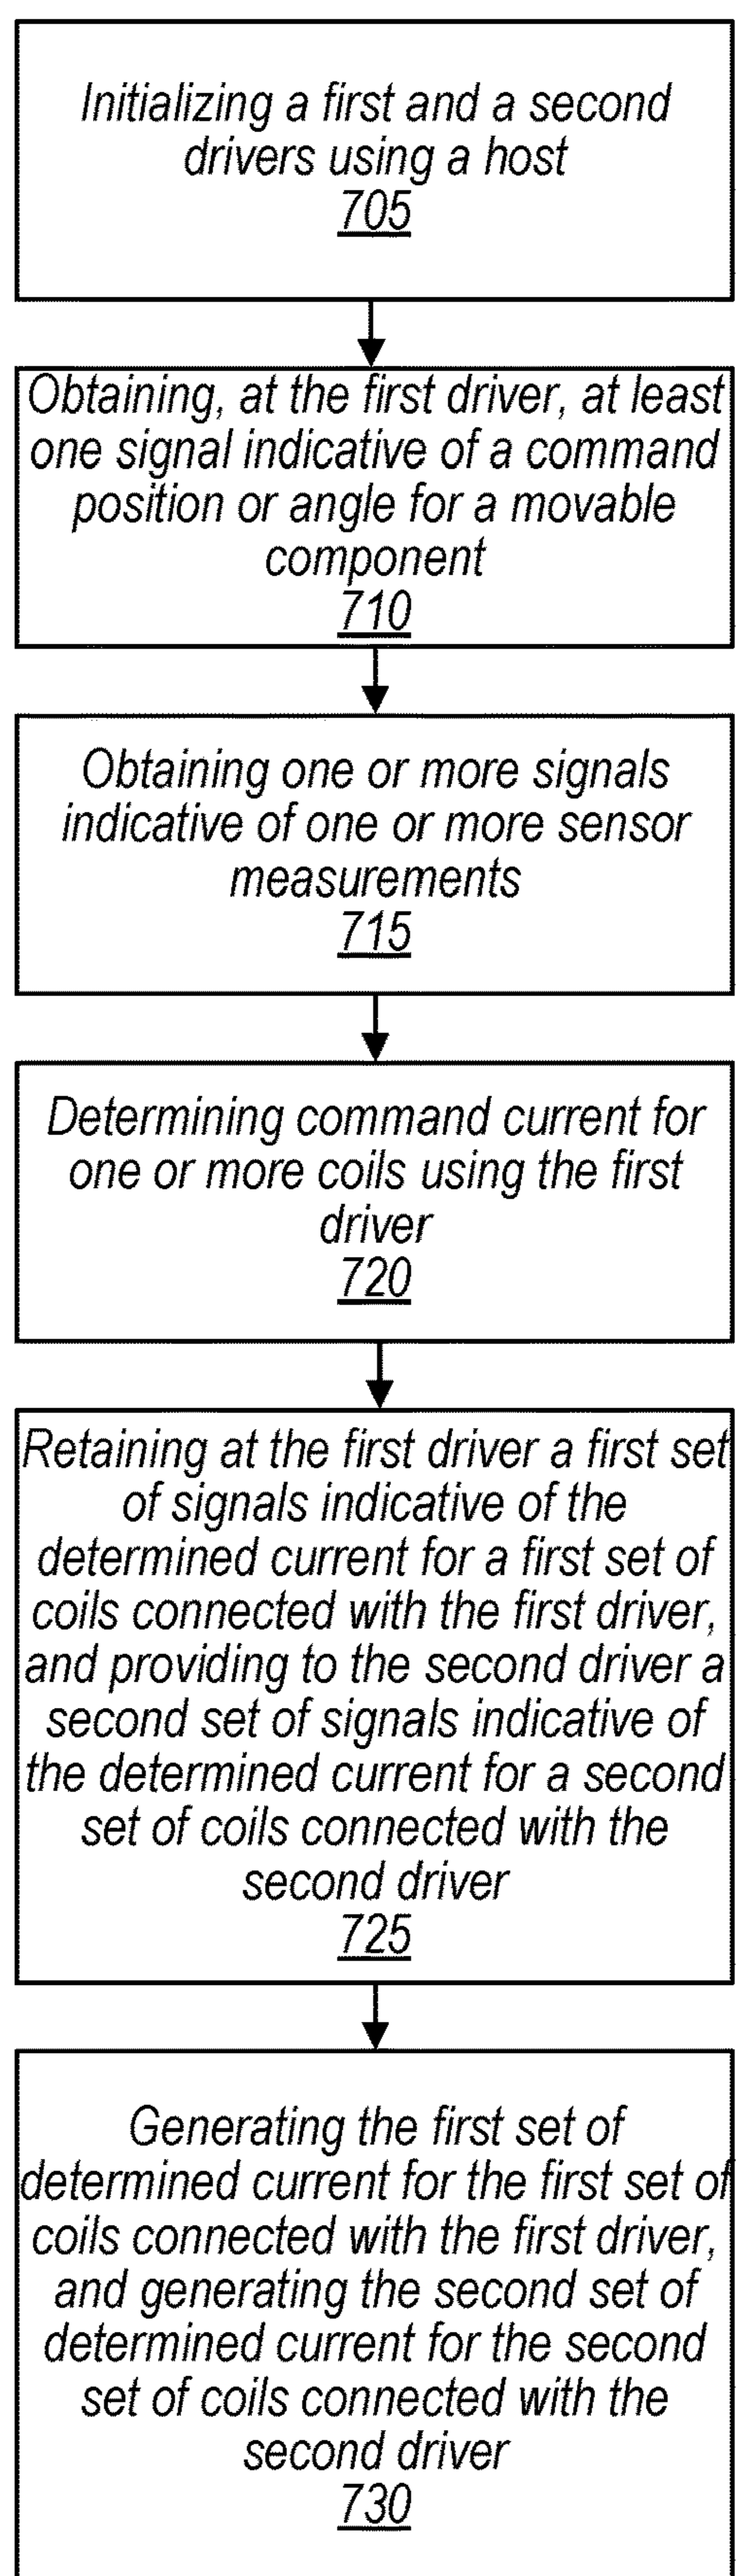 Initializing a first and a second
drivers using a host
705
Obtaining, at the first driver, at least
one signal indicative of a command
position or angle for a movable
component
710
Obtaining one or more signals
indicative of one or more sensor
measurements
715
Determining command current for
one or more coils using the first
driver
720
Retaining at the first driver a first set
of signals indicative of the
determined current for a first set of
coils connected with the first driver,
and providing to the second driver a
second set of signals indicative of
the determined current for a second
set of coils connected with the
second driver
725
Generating the first set of
determined current for the first set of
coils connected with the first driver,
and generating the second set of
determined current for the second
set of coils connected with the
second driver
730